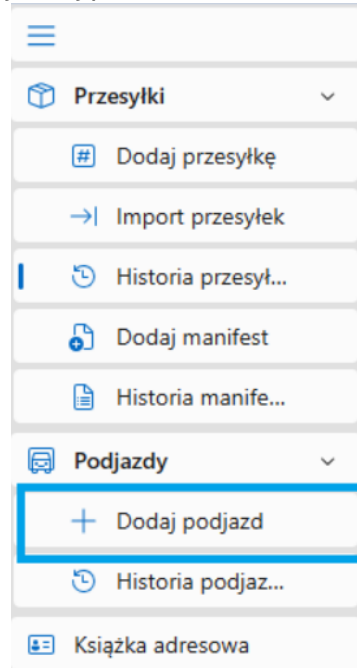 Przesyłki
Dodaj przesyłkę
Import przesyłek
Historia przesył...
Dodaj manifest
Historia manife...
Podjazdy
Dodaj podjazd
Historia podjaz...
Książka adresowa